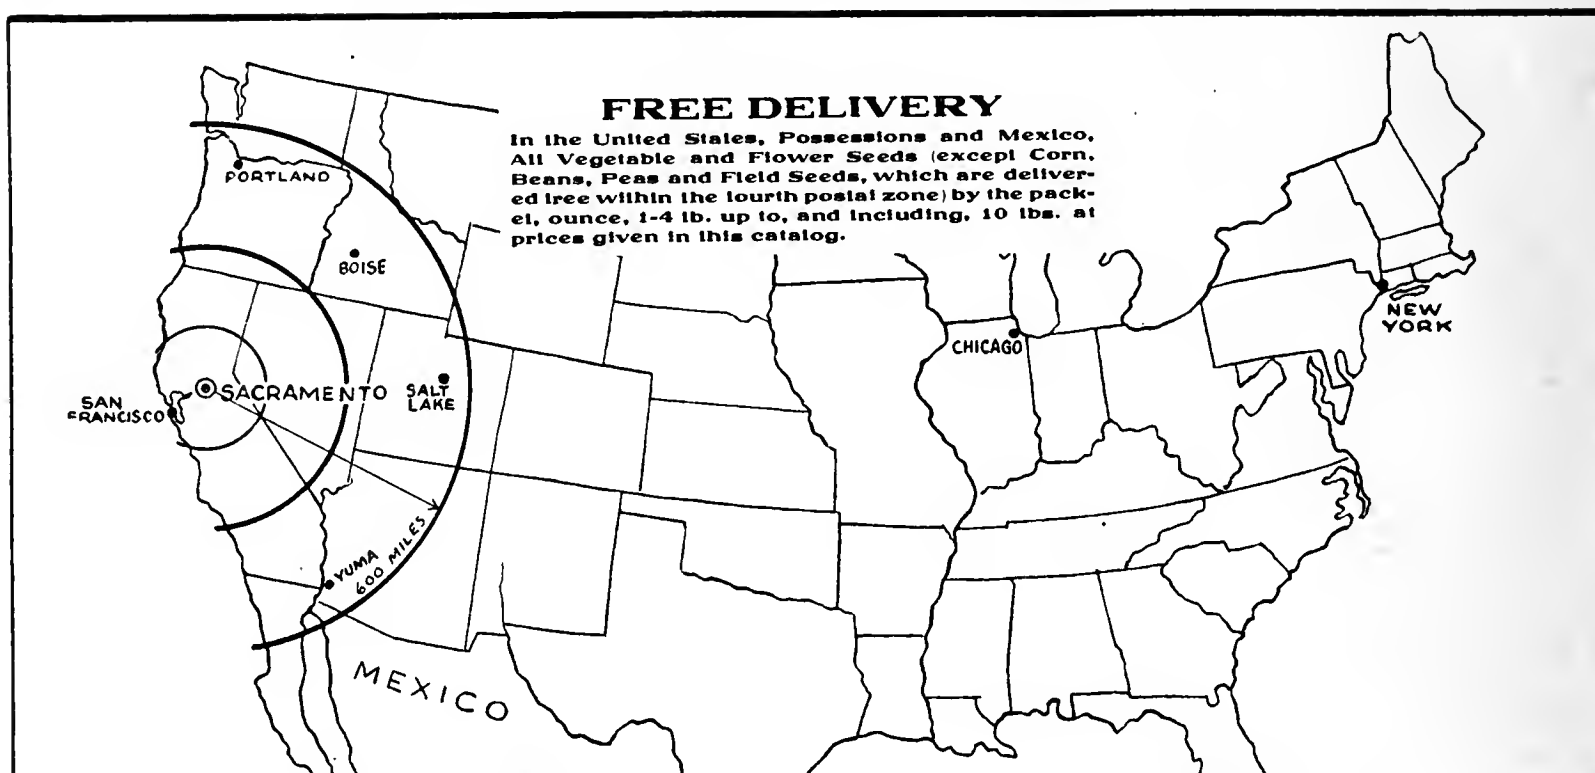 FREE DELIVERY
In the United States, Possessions and Mexico,
All Vegetable and Flower Seeds (except Corn,
Beans, Peas and Field Seeds, which are deliver-
ed free within the fourth postal zone) by the pack-
et, ounce, 1-4 lb. up to, and including, 10 lbs. at
prices given in this catalog.
PORTLAND
BOISE
NEW
YORK
CHICAGO
SACRAMENTO
SALT
LAKE
SAN
FRANCISCO
YUMA
600 MILES
MEXICO